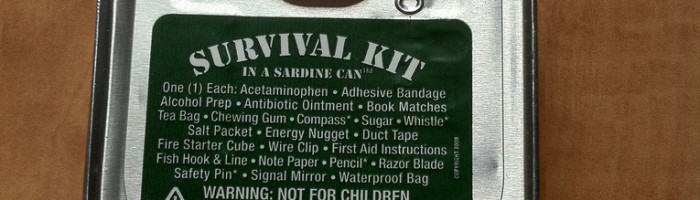 SURVIVAL KIT
IN A SARDINE CAN
One (1) Each: Acetaminophen • Adhesive Bandage
Alcohol Prep • Antibiotic Ointment • Book Matches
Tea Bag • Chewing Gum • Compass* • Sugar • Whistle*
Salt Packet • Energy Nugget • Duct Tape
Fire Starter Cube • Wire Clip • First Aid Instructions
Fish Hook & Line • Note Paper • Pencil* • Razor Blade
Safety Pin* • Signal Mirror • Waterproof Bag
WARNING: NOT FOR CHILDREN